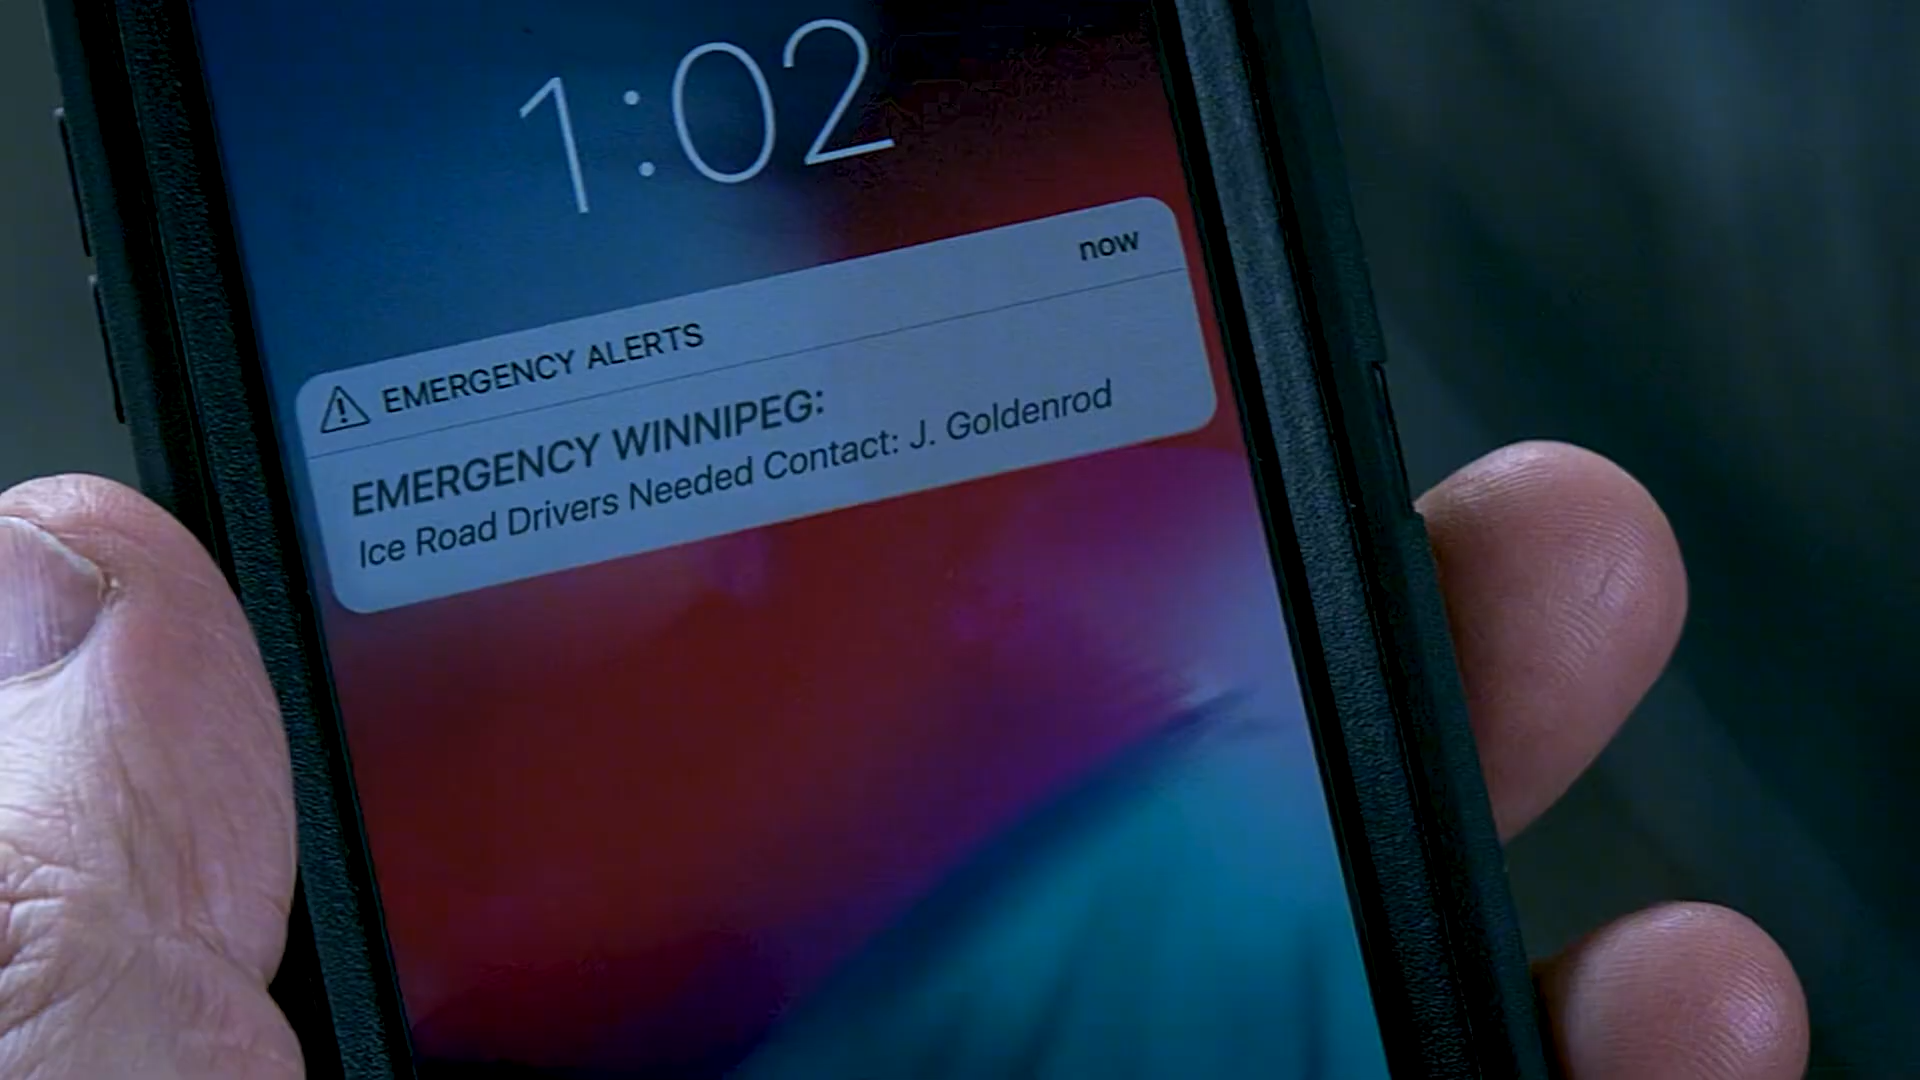 1:02
EMERGENCY ALERTS now
EMERGENCY WINNIPEG:
Ice Road Drivers Needed Contact: J. Goldenrod